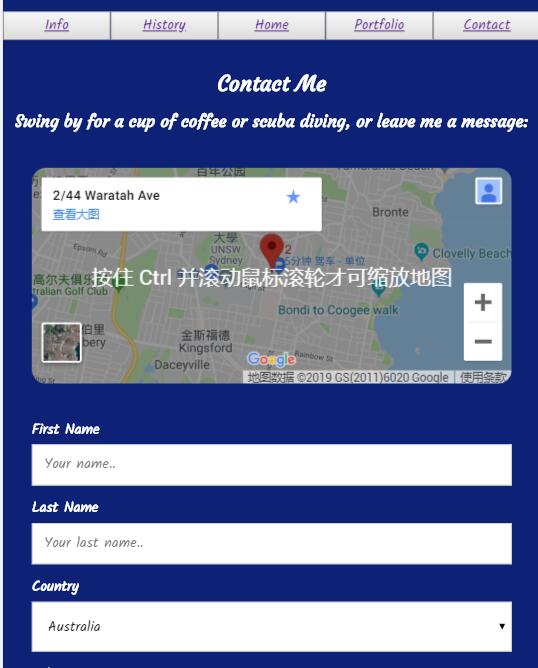 Info
History
Home
Portfolio
Contact
Contact Me
Swing by for a cup of coffee or scuba diving, or leave me a message:
百年公园
2/44 Waratah Ave
查看大图
Bronte
Epsom Rd
大學
UNSW
Sydney
2
5分钟 驾车 - 单位
Clovelly Beach
高尔夫俱乐
tralian Golf Club
按住 Ctrl 并滚动鼠标滚轮才可缩放地图
Bondi to Coogee walk
伯里
bery
金斯福德
Kingsford
Daceyville
Rainbow St
Google
地图数据 ©2019 GS(2011)6020 Google
使用条款
First Name
Your name..
Last Name
Your last name..
Country
Australia